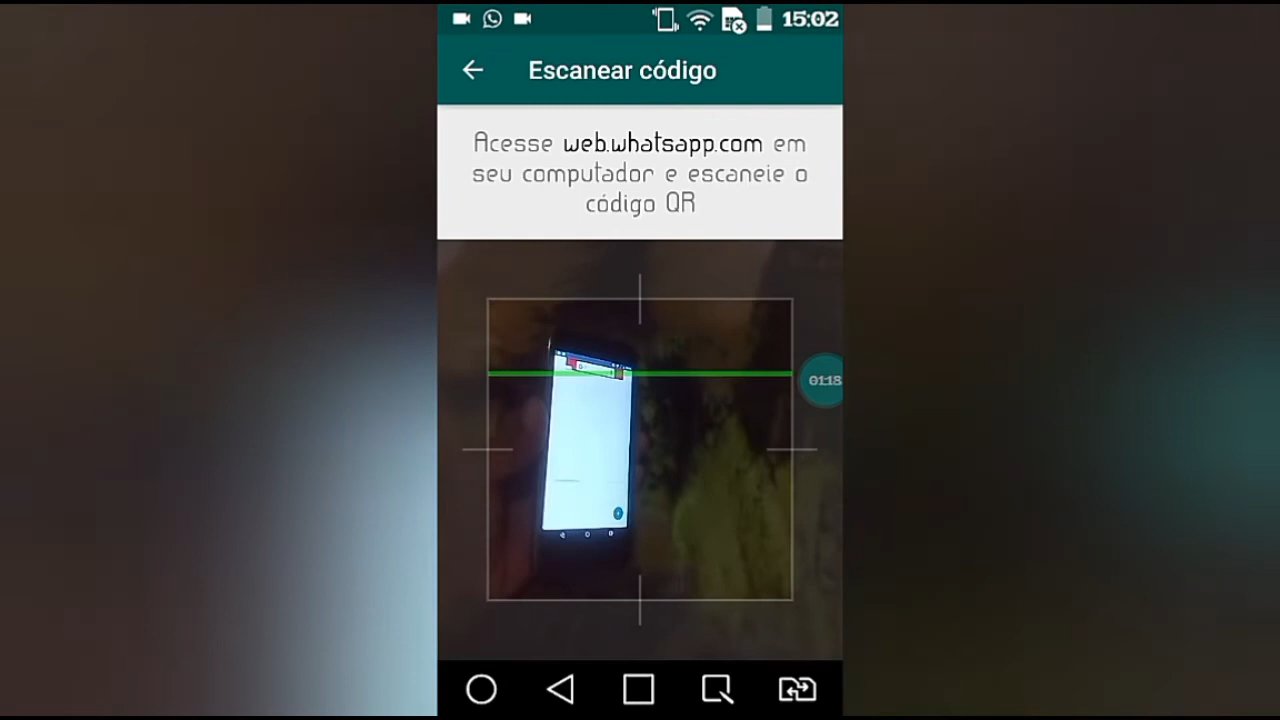 15:02
Escanear código
Acesse web.whatsapp.com em
seu computador e escaneie o
código QR
01:18